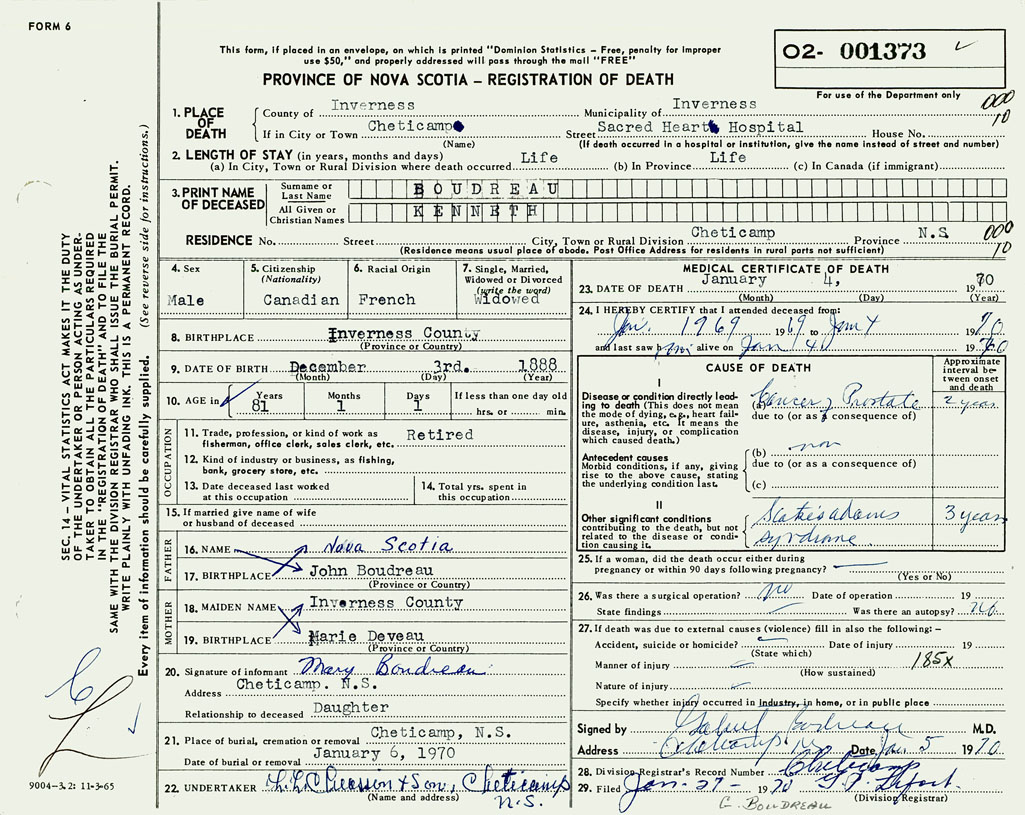 FORM 6
This form, if placed in an envelope, on which is printed "Dominion Statistics – Free, penalty for improper
use $50," and properly addressed will pass through the mail "FREE"
PROVINCE OF NOVA SCOTIA – REGISTRATION OF DEATH
O2- 001373
For use of the Department only
000
10
1. PLACE OF DEATH
County of Inverness Municipality of Inverness
If in City or Town Cheticamp Street Sacred Heart Hospital House No.
(Name) (If death occurred in a hospital or institution, give the name instead of street and number)
2. LENGTH OF STAY (in years, months and days)
(a) In City, Town or Rural Division where death occurred Life (b) In Province Life (c) In Canada (if immigrant)
3. PRINT NAME OF DECEASED
Surname or Last Name BOUDREAU
All Given or Christian Names KENNETH
RESIDENCE No. Street City, Town or Rural Division Cheticamp Province N.S.
(Residence means usual place of abode. Post Office Address for residents in rural parts not sufficient)
000
10
4. Sex Male
5. Citizenship (Nationality) Canadian
6. Racial Origin French
7. Single, Married, Widowed or Divorced (write the word) Widowed
8. BIRTHPLACE Inverness County
(Province or Country)
9. DATE OF BIRTH December 3rd. 1888
(Month) (Day) (Year)
10. AGE in Years 81 Months 1 Days 1 If less than one day old hrs. or min.
OCCUPATION
11. Trade, profession, or kind of work as fisherman, office clerk, sales clerk, etc. Retired
12. Kind of industry or business, as fishing, bank, grocery store, etc.
13. Date deceased last worked at this occupation
14. Total yrs. spent in this occupation
15. If married give name of wife or husband of deceased
FATHER
16. NAME Nova Scotia
17. BIRTHPLACE John Boudreau
(Province or Country)
MOTHER
18. MAIDEN NAME Inverness County
19. BIRTHPLACE Marie Deveau
(Province or Country)
20. Signature of informant Mary Boudreau
Address Cheticamp. N.S.
Relationship to deceased Daughter
21. Place of burial, cremation or removal Cheticamp, N.S.
Date of burial or removal January 6, 1970
22. UNDERTAKER & Son, Cheticamp
(Name and address) N.S.
MEDICAL CERTIFICATE OF DEATH
23. DATE OF DEATH January 4, 1970
(Month) (Day) (Year)
24. I HEREBY CERTIFY that I attended deceased from:
Jan. 1969 1969 to Jan 4 1970
and last saw him alive on Jan 4 1970
CAUSE OF DEATH
Approximate interval between onset and death
I
Disease or condition directly leading to death (This does not mean the mode of dying, e.g., heart failure, asthenia, etc. It means the disease, injury, or complication which caused death.)
(a) Cancer of Prostate 2 years
due to (or as a consequence of)
Antecedent causes
Morbid conditions, if any, giving rise to the above cause, stating the underlying condition last.
(b)
due to (or as a consequence of)
(c)
II
Other significant conditions contributing to the death, but not related to the disease or condition causing it.
3 years
25. If a woman, did the death occur either during
pregnancy or within 90 days following pregnancy?
(Yes or No)
26. Was there a surgical operation? no Date of operation 19
State findings Was there an autopsy? no
27. If death was due to external causes (violence) fill in also the following: –
Accident, suicide or homicide? Date of injury 19
(State which)
Manner of injury 185X
(How sustained)
Nature of injury
Specify whether injury occurred in industry, in home, or in public place
Signed by Boudreau M.D.
Address Cheticamp Date Jan 5 1970
28. Division Registrar's Record Number Cheticamp
29. Filed Jan - 27 - 1970
(Division Registrar)
G. BOUDREAU
SEC. 14 – VITAL STATISTICS ACT MAKES IT THE DUTY
OF THE UNDERTAKER OR PERSON ACTING AS UNDER-
TAKER TO OBTAIN ALL THE PARTICULARS REQUIRED
IN THE "REGISTRATION OF DEATH" AND TO FILE THE
SAME WITH THE DIVISION REGISTRAR WHO SHALL ISSUE THE BURIAL PERMIT.
WRITE PLAINLY WITH UNFADING INK. THIS IS A PERMANENT RECORD.
Every item of information should be carefully supplied. (See reverse side for instructions.)
9004–3.2: 11-3-65